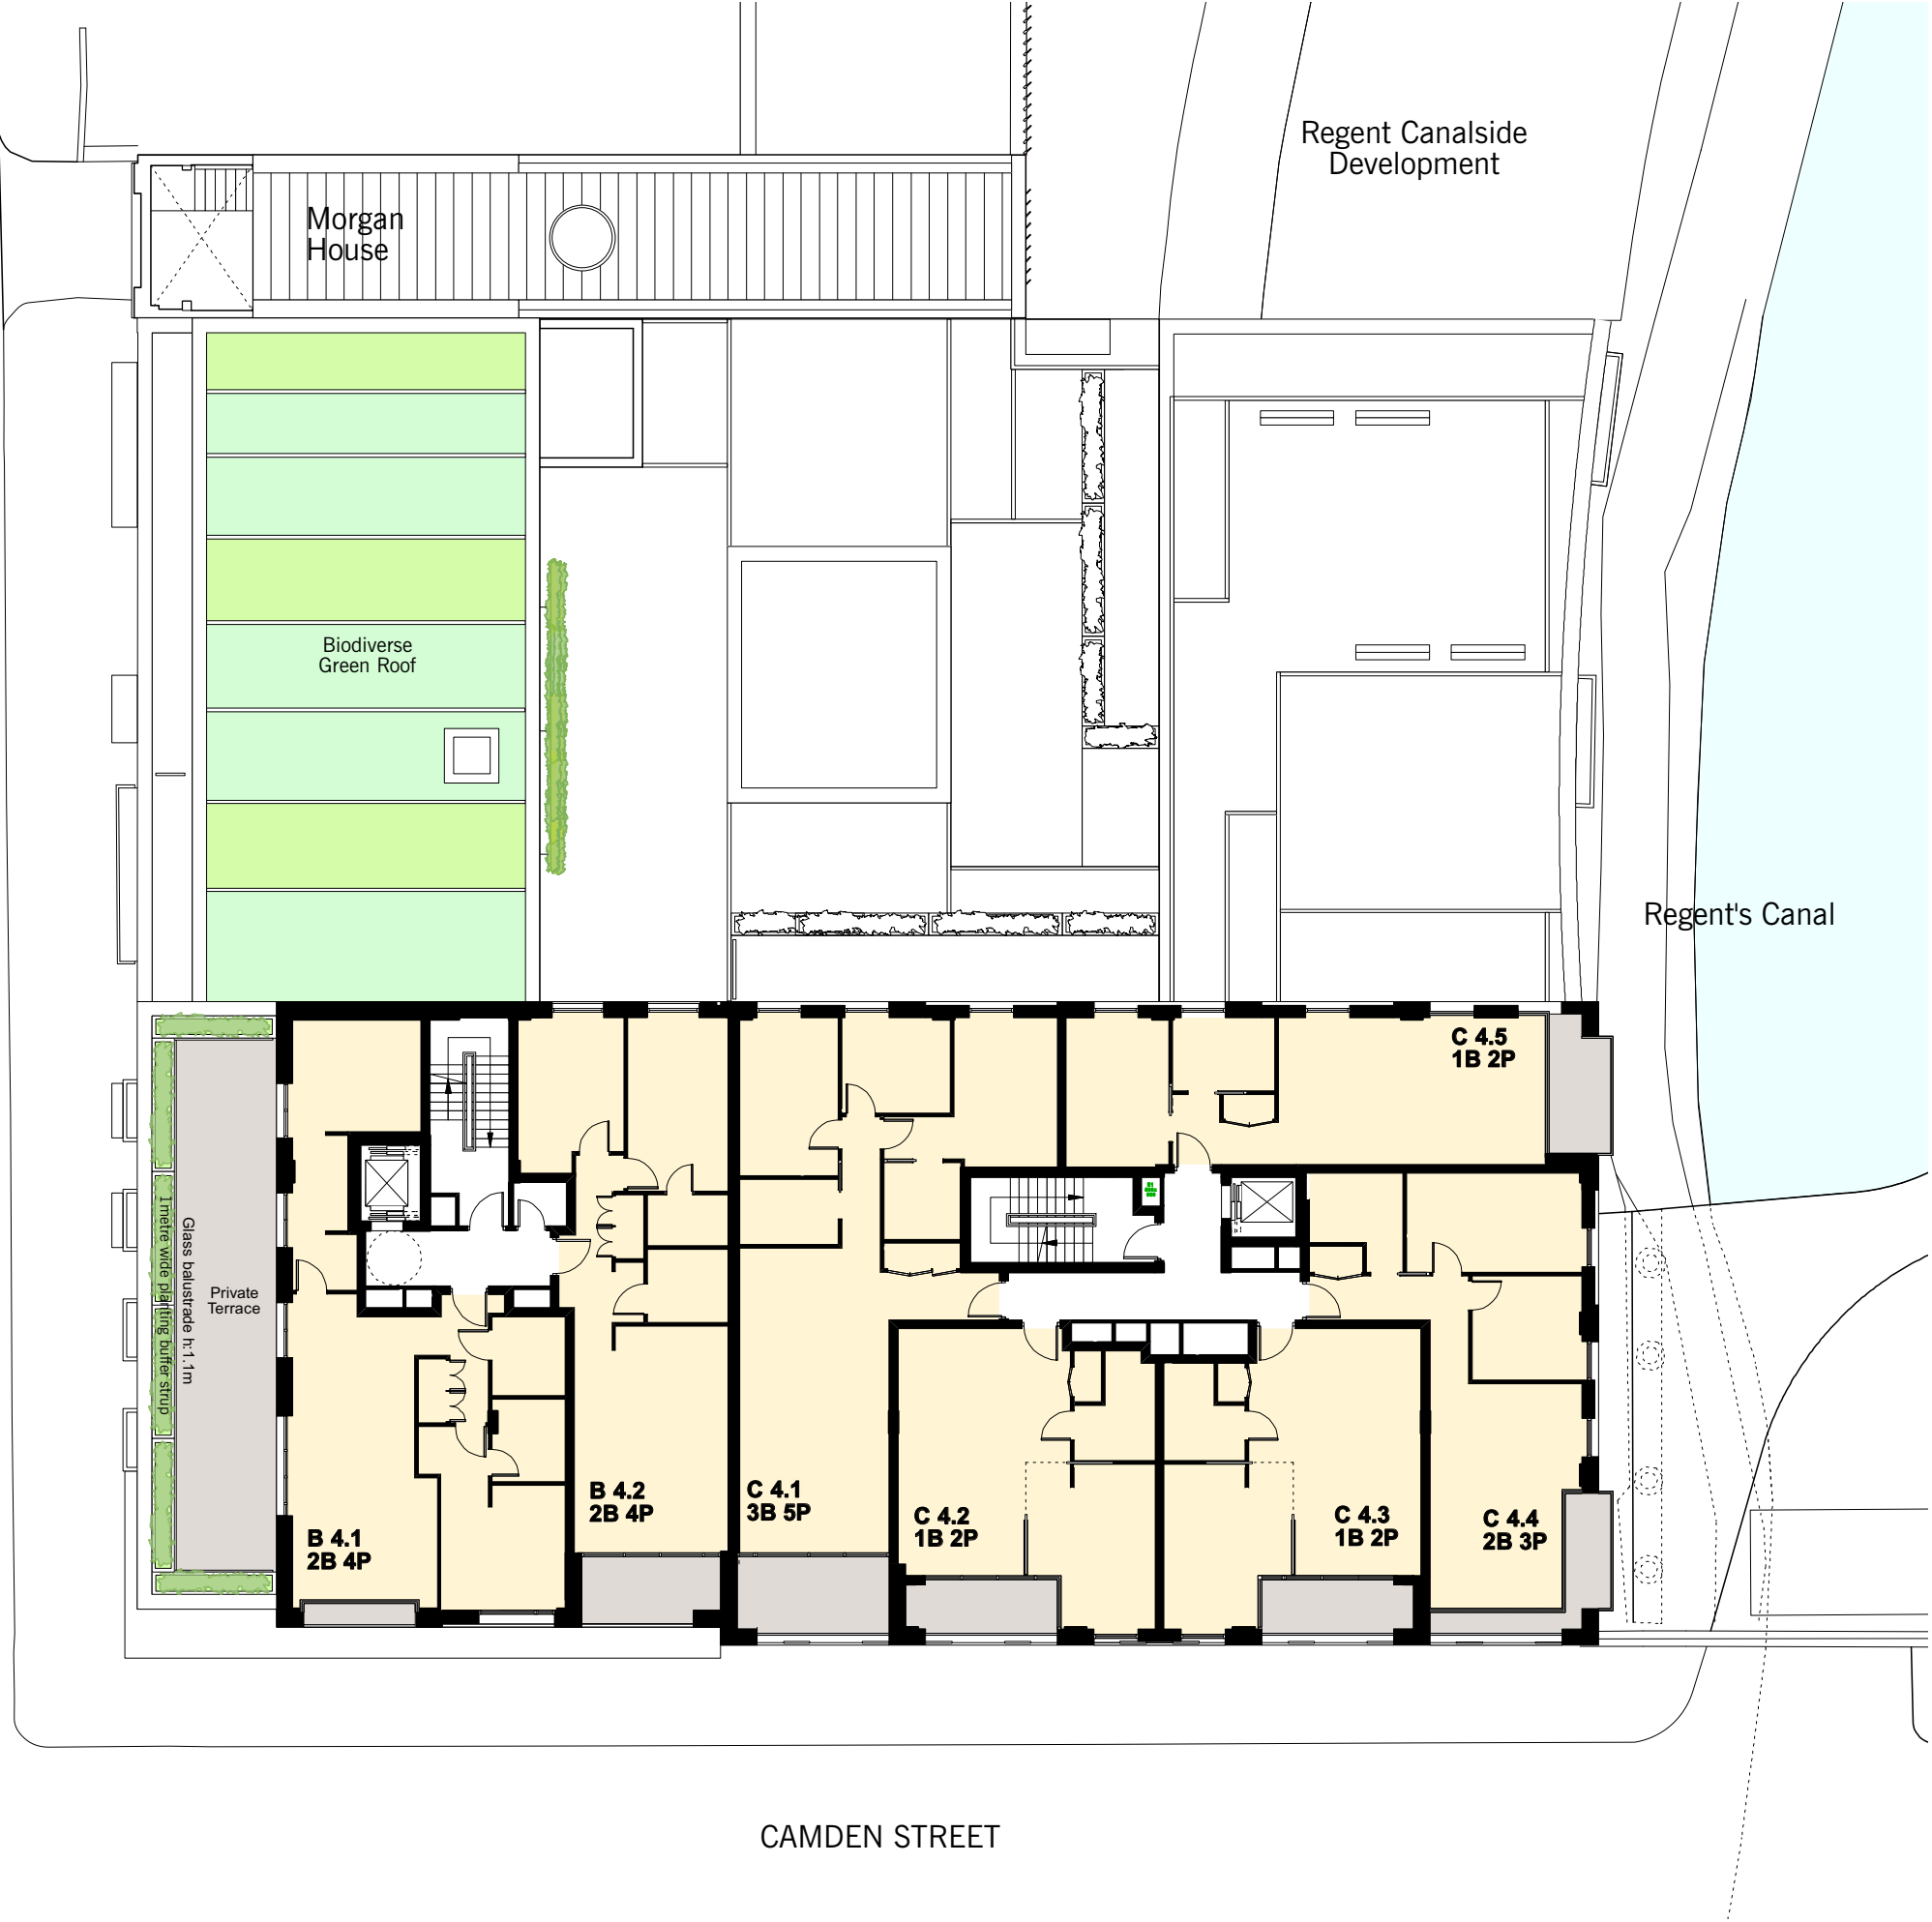 Regent Canalside
Development
Morgan
House
Biodiverse
Green Roof
Regent's Canal
C 4.5
1B 2P
Glass balustrade h:1.1m
1metre wide planting buffer strup
Private
Terrace
B 4.1
2B 4P
B 4.2
2B 4P
C 4.1
3B 5P
C 4.2
1B 2P
C 4.3
1B 2P
C 4.4
2B 3P
CAMDEN STREET